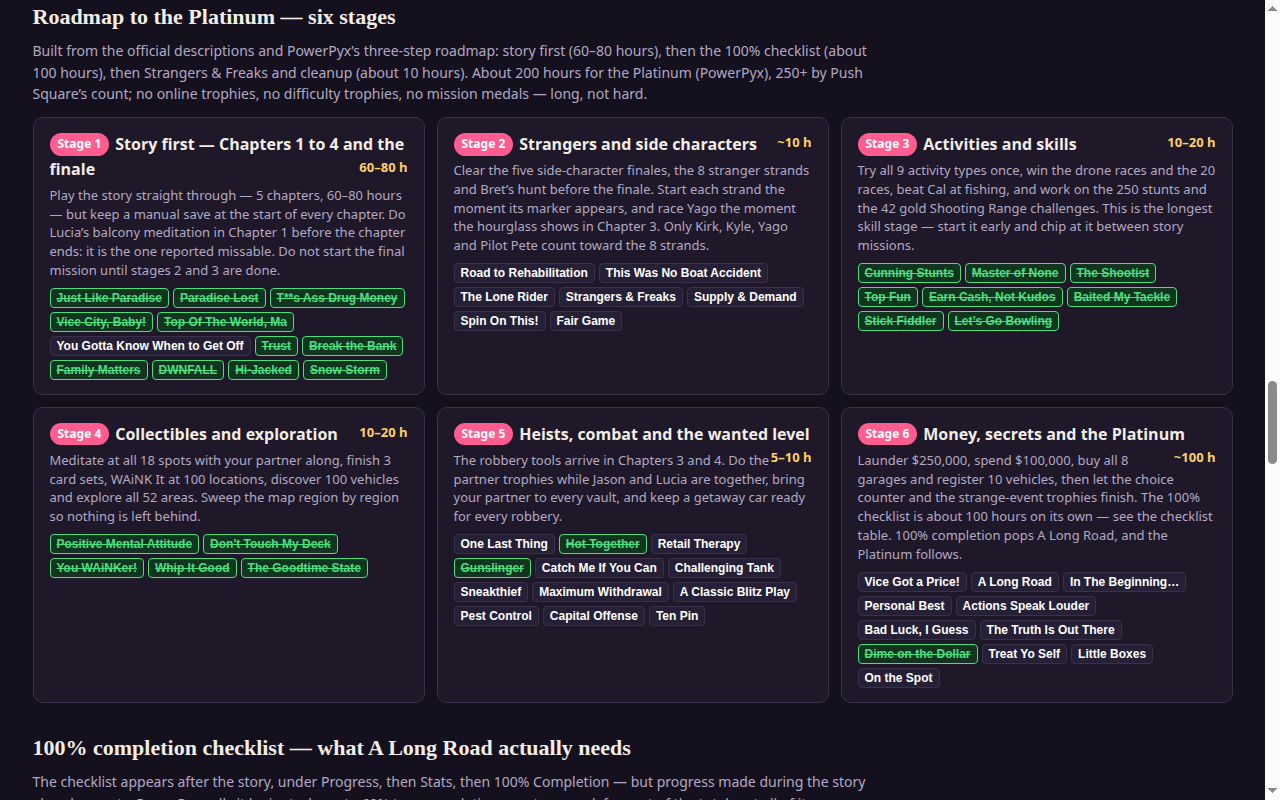 Roadmap to the Platinum — six stages
Built from the official descriptions and PowerPyx's three-step roadmap: story first (60–80 hours), then the 100% checklist (about
100 hours), then Strangers & Freaks and cleanup (about 10 hours). About 200 hours for the Platinum (PowerPyx), 250+ by Push
Square's count; no online trophies, no difficulty trophies, no mission medals — long, not hard.
Stage 1 Story first — Chapters 1 to 4 and the
finale 60–80 h
Play the story straight through — 5 chapters, 60–80 hours
— but keep a manual save at the start of every chapter. Do
Lucia's balcony meditation in Chapter 1 before the chapter
ends: it is the one reported missable. Do not start the final
mission until stages 2 and 3 are done.
Just Like Paradise Paradise Lost T**s Ass Drug Money
Vice City, Baby! Top Of The World, Ma
You Gotta Know When to Get Off Trust Break the Bank
Family Matters DWNFALL Hi-Jacked Snow Storm
Stage 2 Strangers and side characters ~10 h
Clear the five side-character finales, the 8 stranger strands
and Bret's hunt before the finale. Start each strand the
moment its marker appears, and race Yago the moment
the hourglass shows in Chapter 3. Only Kirk, Kyle, Yago
and Pilot Pete count toward the 8 strands.
Road to Rehabilitation This Was No Boat Accident
The Lone Rider Strangers & Freaks Supply & Demand
Spin On This! Fair Game
Stage 3 Activities and skills 10–20 h
Try all 9 activity types once, win the drone races and the 20
races, beat Cal at fishing, and work on the 250 stunts and
the 42 gold Shooting Range challenges. This is the longest
skill stage — start it early and chip at it between story
missions.
Cunning Stunts Master of None The Shootist
Top Fun Earn Cash, Not Kudos Baited My Tackle
Stick Fiddler Let's Go Bowling
Stage 4 Collectibles and exploration 10–20 h
Meditate at all 18 spots with your partner along, finish 3
card sets, WAiNK It at 100 locations, discover 100 vehicles
and explore all 52 areas. Sweep the map region by region
so nothing is left behind.
Positive Mental Attitude Don't Touch My Deck
You WAiNKer! Whip It Good The Goodtime State
Stage 5 Heists, combat and the wanted level
The robbery tools arrive in Chapters 3 and 4. Do the 5–10 h
partner trophies while Jason and Lucia are together, bring
your partner to every vault, and keep a getaway car ready
for every robbery.
One Last Thing Hot Together Retail Therapy
Gunslinger Catch Me If You Can Challenging Tank
Sneakthief Maximum Withdrawal A Classic Blitz Play
Pest Control Capital Offense Ten Pin
Stage 6 Money, secrets and the Platinum
Launder $250,000, spend $100,000, buy all 8 ~100 h
garages and register 10 vehicles, then let the choice
counter and the strange-event trophies finish. The 100%
checklist is about 100 hours on its own — see the checklist
table. 100% completion pops A Long Road, and the
Platinum follows.
Vice Got a Price! A Long Road In The Beginning…
Personal Best Actions Speak Louder
Bad Luck, I Guess The Truth Is Out There
Dime on the Dollar Treat Yo Self Little Boxes
On the Spot
100% completion checklist — what A Long Road actually needs
The checklist appears after the story, under Progress, then Stats, then 100% Completion — but progress made during the story